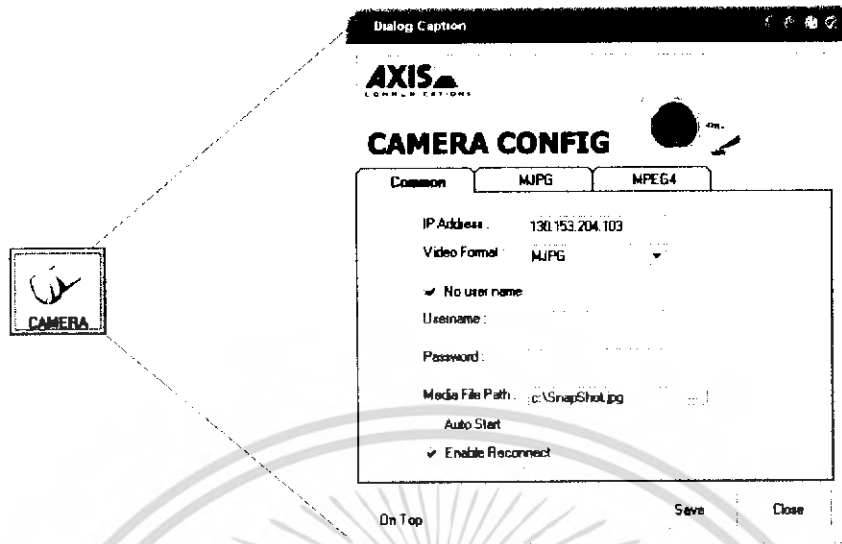 Dialog Caption
AXIS
COMMUNICATIONS
CAMERA CONFIG
Common MJPG MPEG4
IP Address : 130.153.204.103
Video Format : MJPG
No user name
Username :
Password :
Media File Path : c:\SnapShot.jpg ...
Auto Start
Enable Reconnect
On Top Save Close
CAMERA